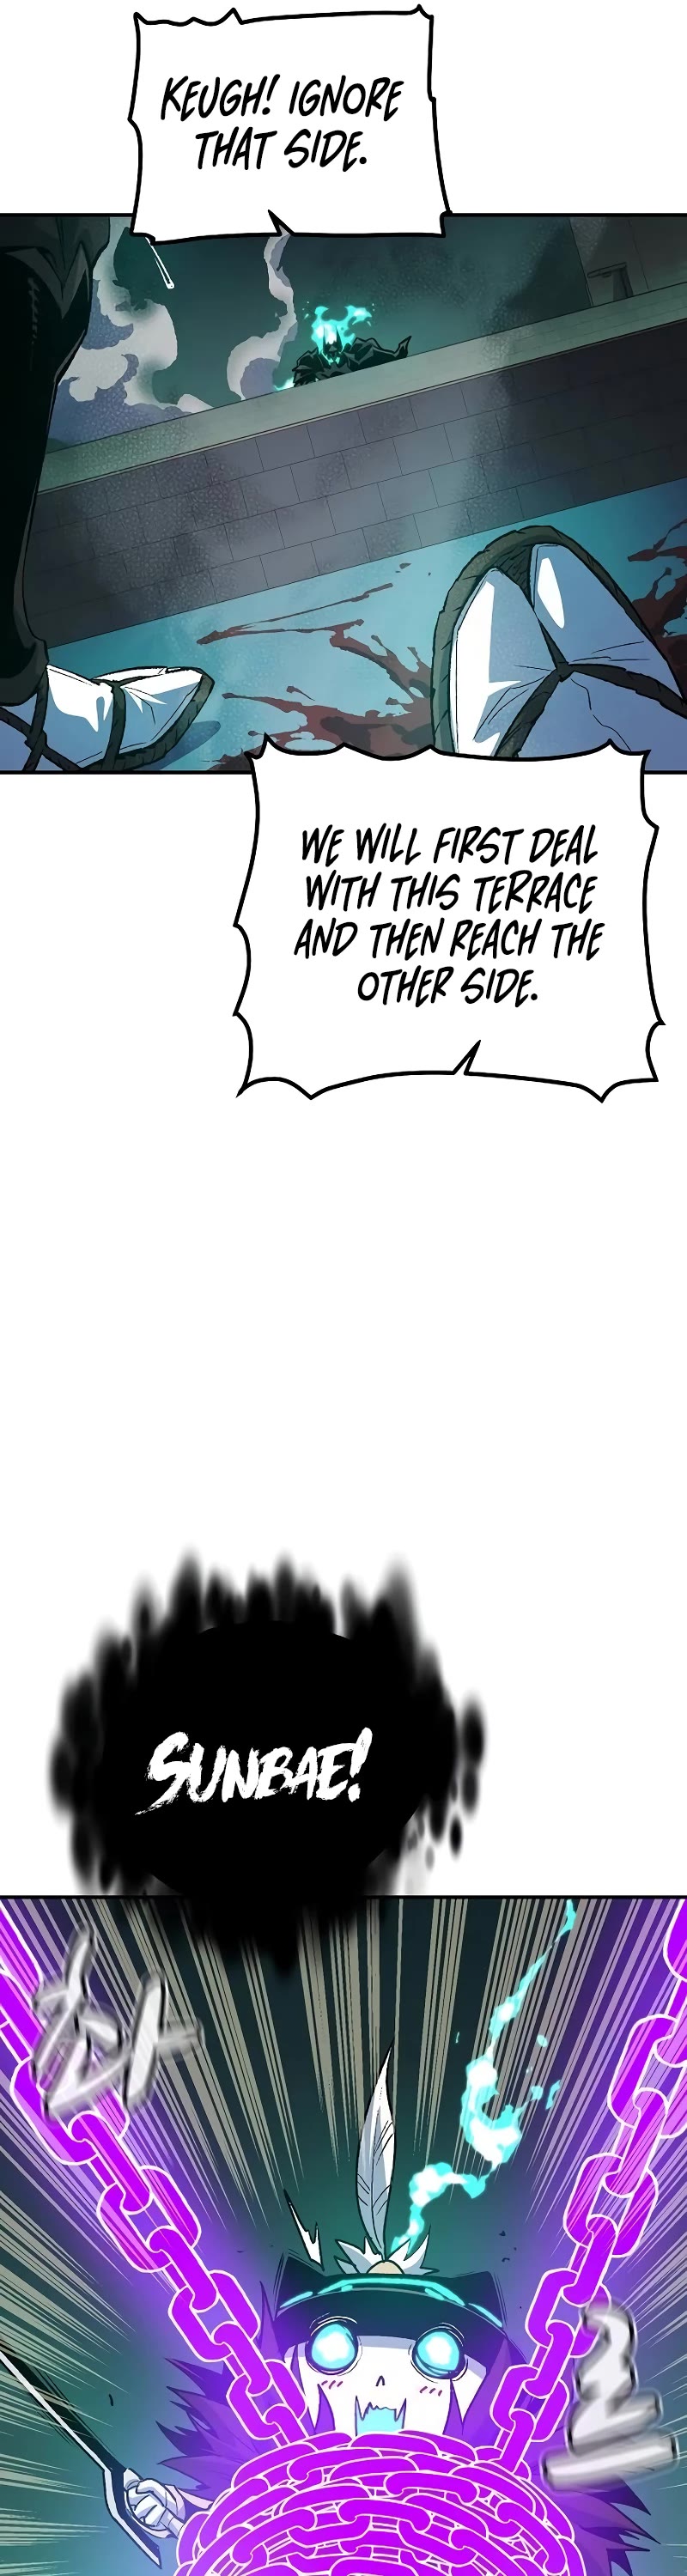 KEUGH! IGNORE
THAT SIDE.
WE WILL FIRST DEAL
WITH THIS TERRACE
AND THEN REACH THE
OTHER SIDE.
SUNBAE!